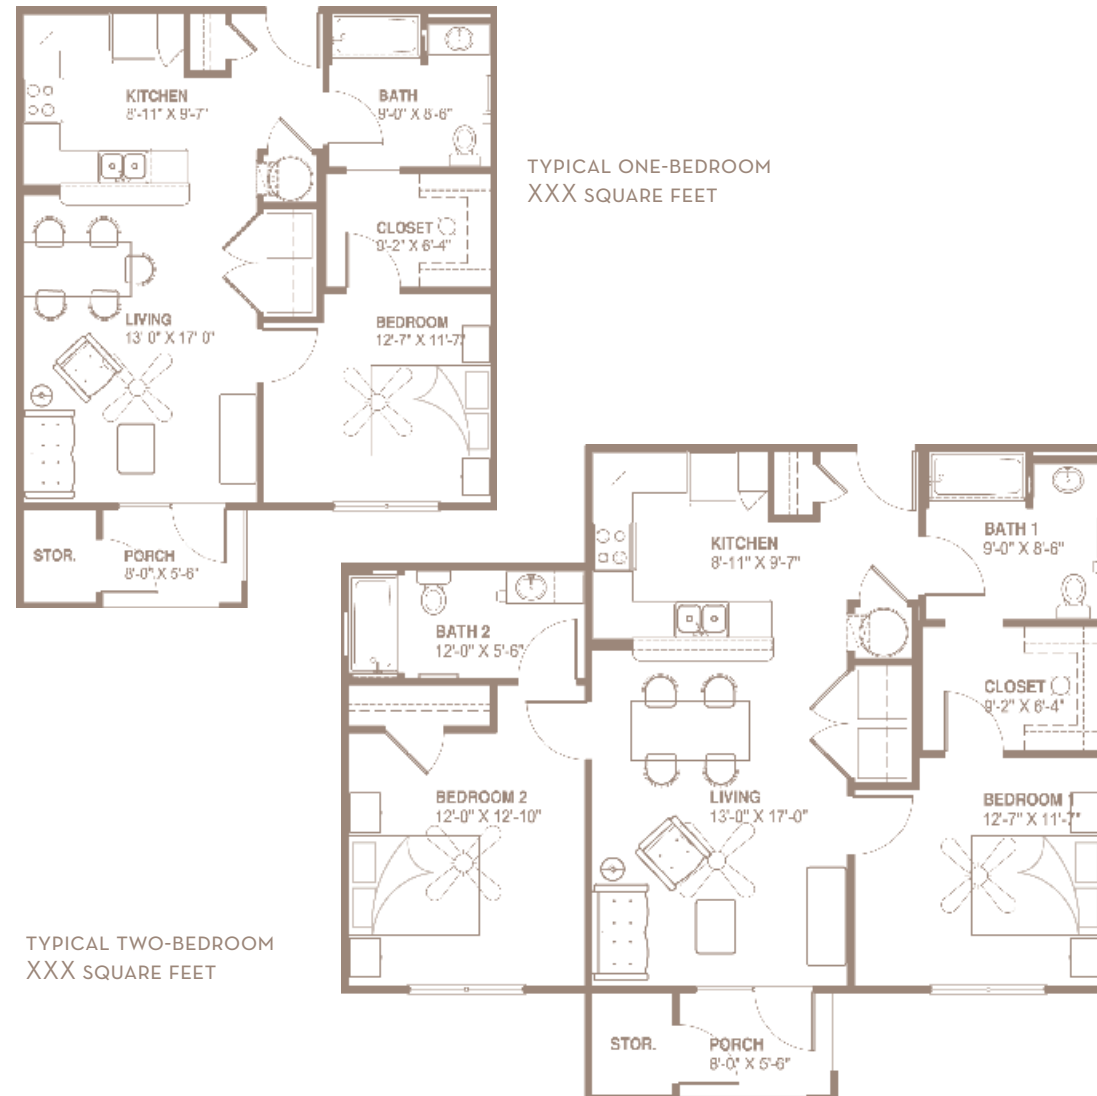 KITCHEN
8'-11" X 9'-7"
BATH
9'-0" X 8'-6"
TYPICAL ONE-BEDROOM
XXX SQUARE FEET
CLOSET
9'-2" X 6'-4"
LIVING
13' 0" X 17' 0"
BEDROOM
12'-7" X 11'-7"
STOR.
PORCH
8'-0" X 5'-6"
KITCHEN
8'-11" X 9'-7"
BATH 1
9'-0" X 8'-6"
BATH 2
12'-0" X 5'-6"
CLOSET
9'-2" X 6'-4"
BEDROOM 2
12'-0" X 12'-10"
LIVING
13'-0" X 17'-0"
BEDROOM 1
12'-7" X 11'-7"
TYPICAL TWO-BEDROOM
XXX SQUARE FEET
STOR.
PORCH
8'-0" X 5'-6"